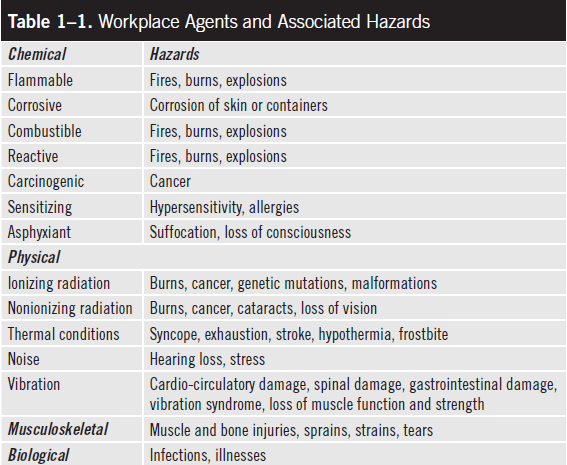 Table 1–1. Workplace Agents and Associated Hazards
Chemical Hazards
Flammable Fires, burns, explosions
Corrosive Corrosion of skin or containers
Combustible Fires, burns, explosions
Reactive Fires, burns, explosions
Carcinogenic Cancer
Sensitizing Hypersensitivity, allergies
Asphyxiant Suffocation, loss of consciousness
Physical
Ionizing radiation Burns, cancer, genetic mutations, malformations
Nonionizing radiation Burns, cancer, cataracts, loss of vision
Thermal conditions Syncope, exhaustion, stroke, hypothermia, frostbite
Noise Hearing loss, stress
Vibration Cardio-circulatory damage, spinal damage, gastrointestinal damage,
vibration syndrome, loss of muscle function and strength
Musculoskeletal Muscle and bone injuries, sprains, strains, tears
Biological Infections, illnesses